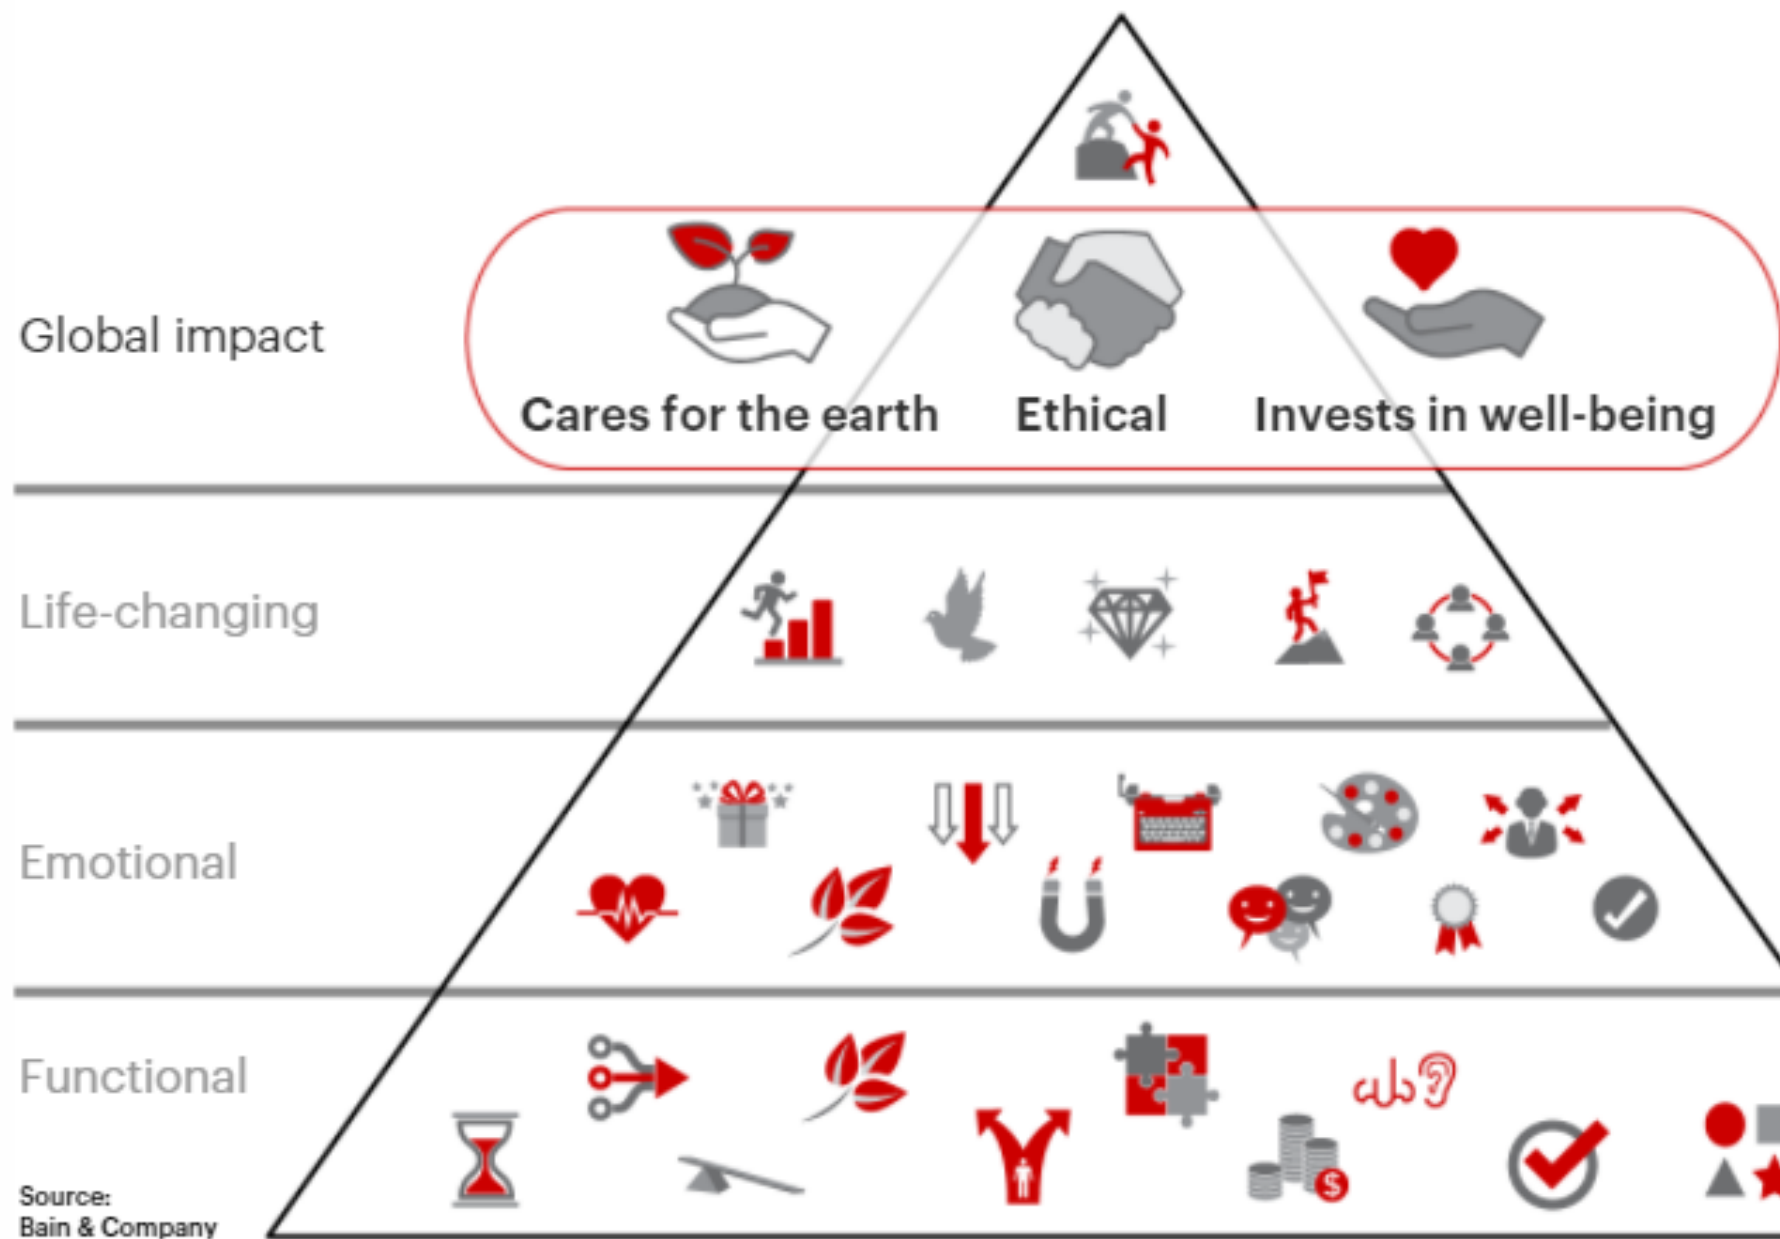 Global impact
Cares for the earth
Ethical
Invests in well-being
Life-changing
Emotional
Functional
$
Source:
Bain & Company